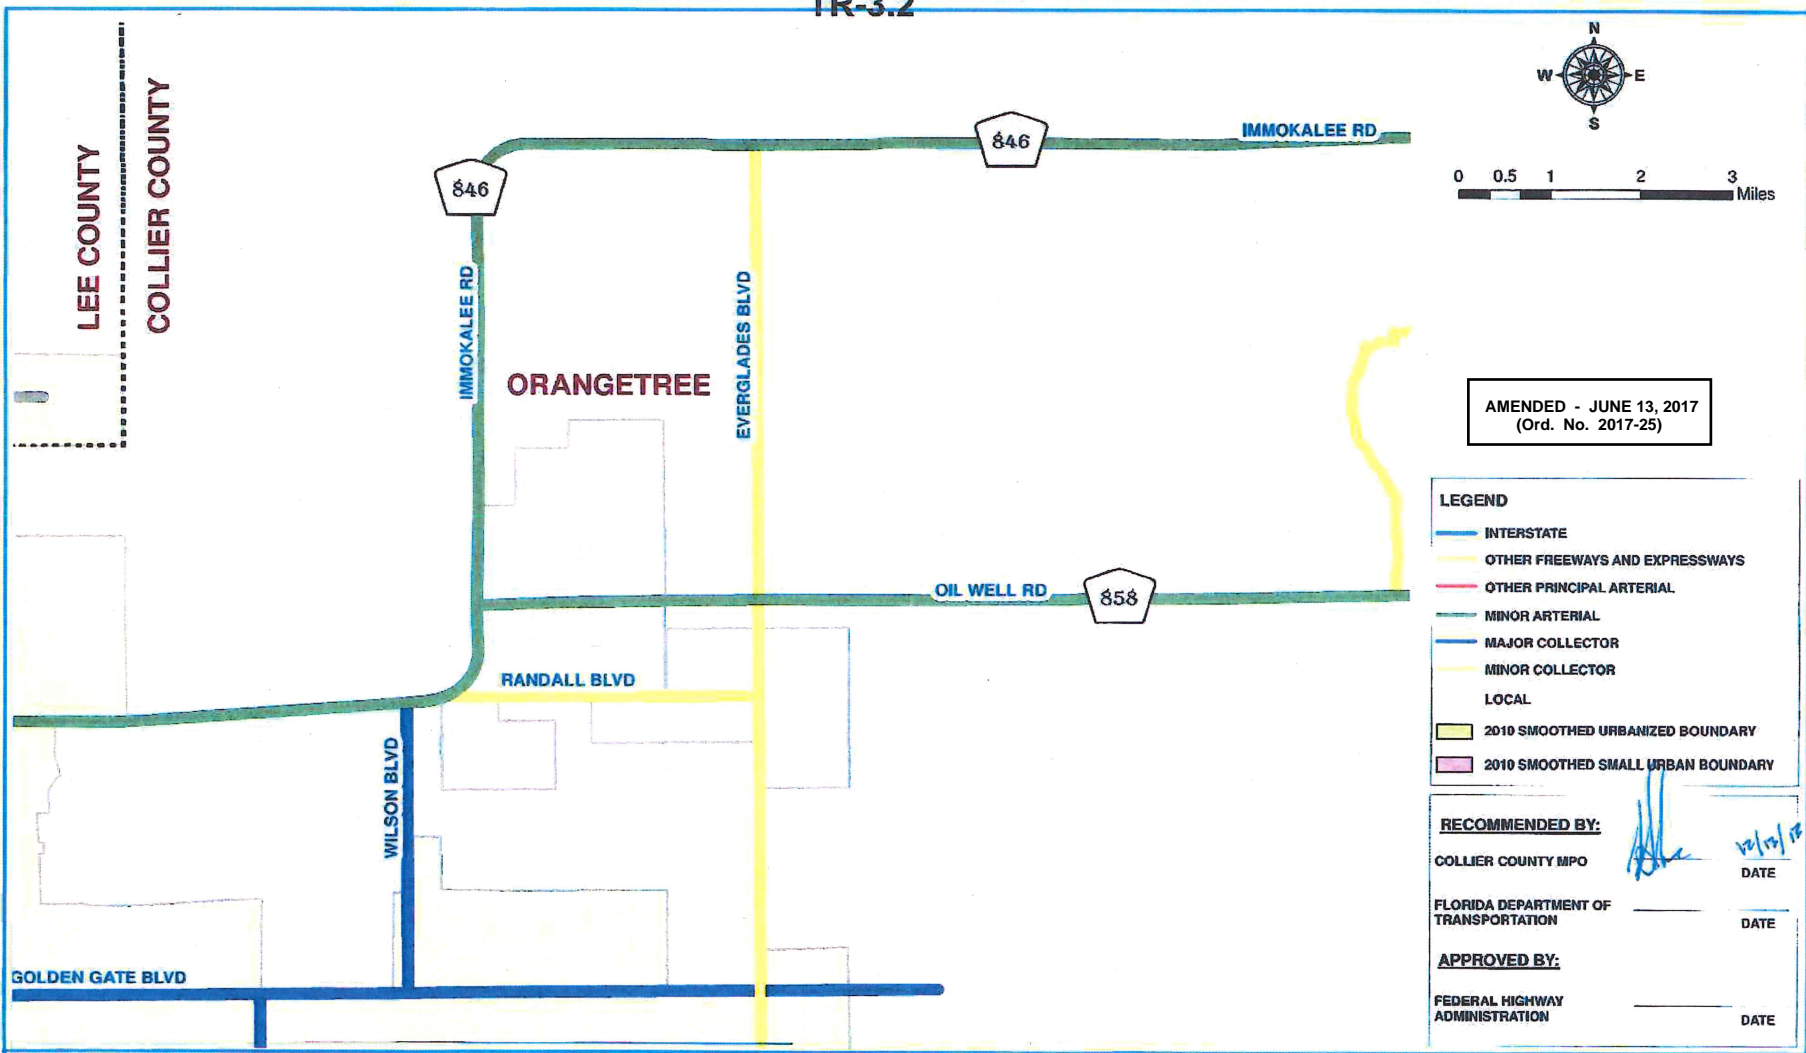 TR-3.2
N
W
E
S
0 0.5 1 2 3
Miles
LEE COUNTY
COLLIER COUNTY
846
846
IMMOKALEE RD
IMMOKALEE RD
EVERGLADES BLVD
ORANGETREE
AMENDED - JUNE 13, 2017
(Ord. No. 2017-25)
OIL WELL RD
858
RANDALL BLVD
WILSON BLVD
GOLDEN GATE BLVD
LEGEND
INTERSTATE
OTHER FREEWAYS AND EXPRESSWAYS
OTHER PRINCIPAL ARTERIAL
MINOR ARTERIAL
MAJOR COLLECTOR
MINOR COLLECTOR
LOCAL
2010 SMOOTHED URBANIZED BOUNDARY
2010 SMOOTHED SMALL URBAN BOUNDARY
RECOMMENDED BY:
COLLIER COUNTY MPO
DATE
FLORIDA DEPARTMENT OF
TRANSPORTATION
DATE
APPROVED BY:
FEDERAL HIGHWAY
ADMINISTRATION
DATE